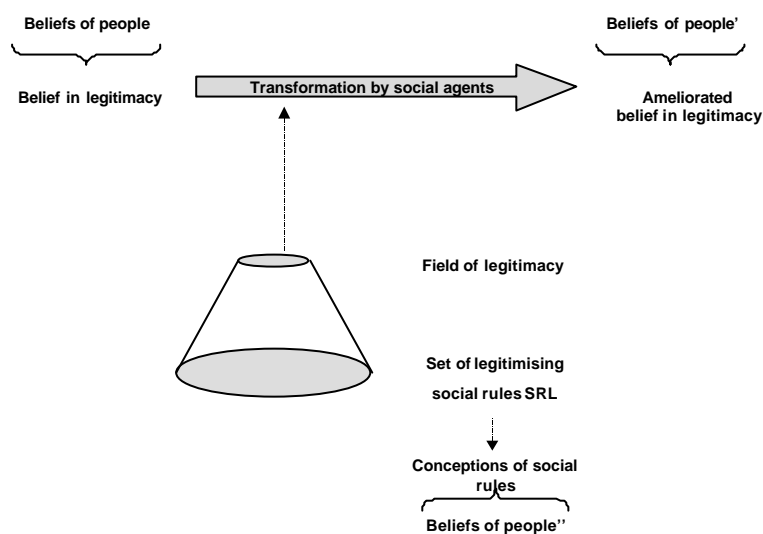 Beliefs of people
Beliefs of people'
Belief in legitimacy
Transformation by social agents
Ameliorated
belief in legitimacy
Field of legitimacy
Set of legitimising
social rules SRL
Conceptions of social
rules
Beliefs of people''